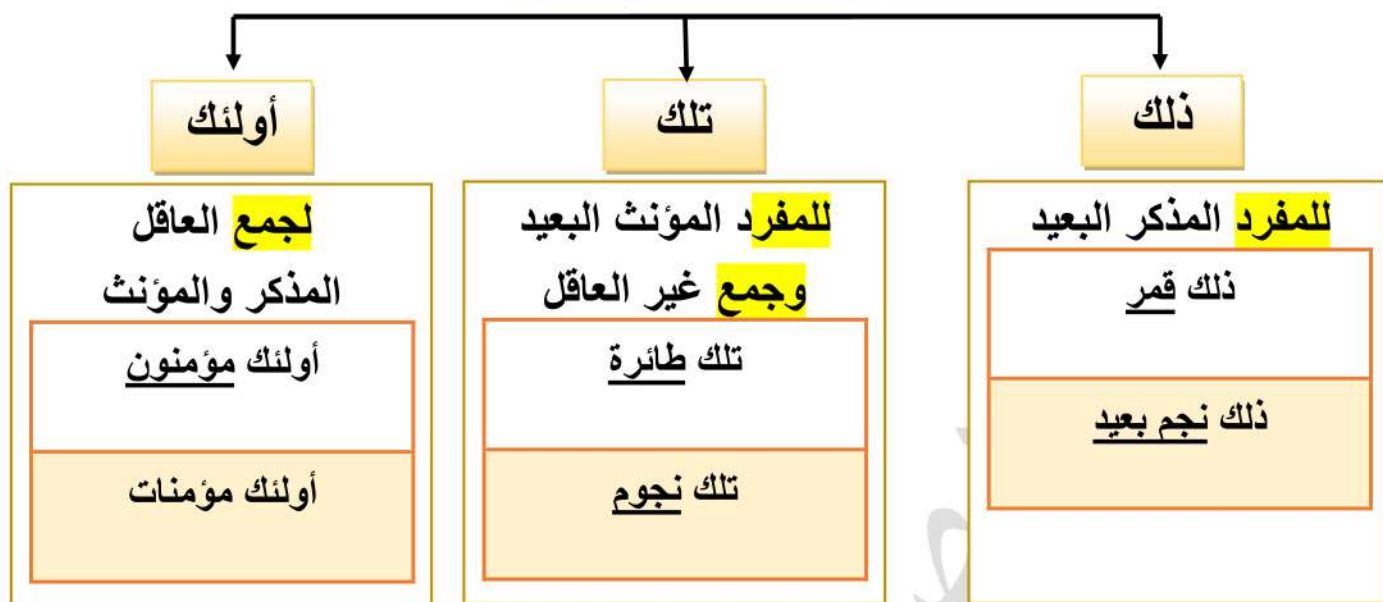 ذلك
للمفرد المذكر البعيد
ذلك قمر
ذلك نجم بعيد
تلك
للمفرد المؤنث البعيد
وجمع غير العاقل
تلك طائرة
تلك نجوم
أولئك
لجمع العاقل
المذكر والمؤنث
أولئك مؤمنون
أولئك مؤمنات